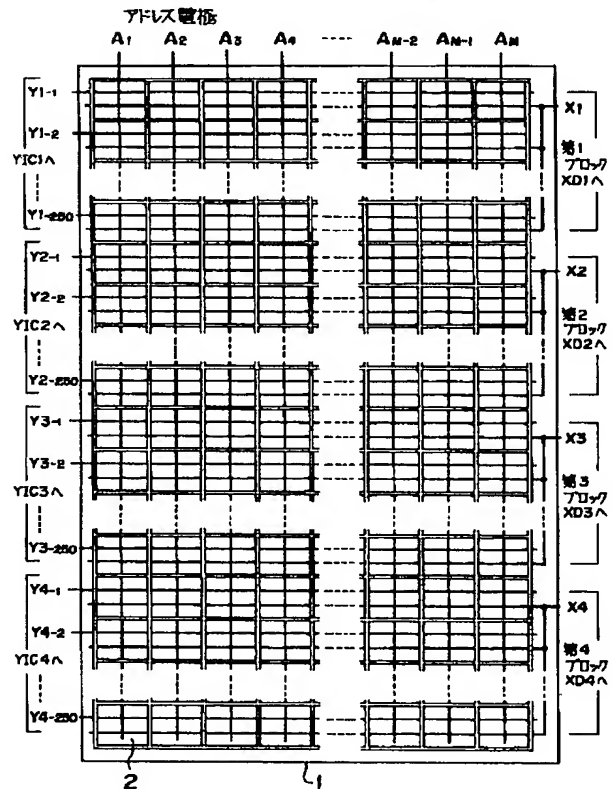 アドレス電極
A1 A2 A3 A4 ---- AM-2 AM-1 AM
Y1-1
X1
Y1-2
第1
YIC1へ
ブロック
XD1へ
Y1-250
Y2-1
X2
Y2-2
第2
YIC2へ
ブロック
XD2へ
Y2-250
Y3-1
X3
Y3-2
第3
YIC3へ
ブロック
XD3へ
Y3-250
Y4-1
X4
Y4-2
第4
YIC4へ
ブロック
XD4へ
Y4-250
2
1